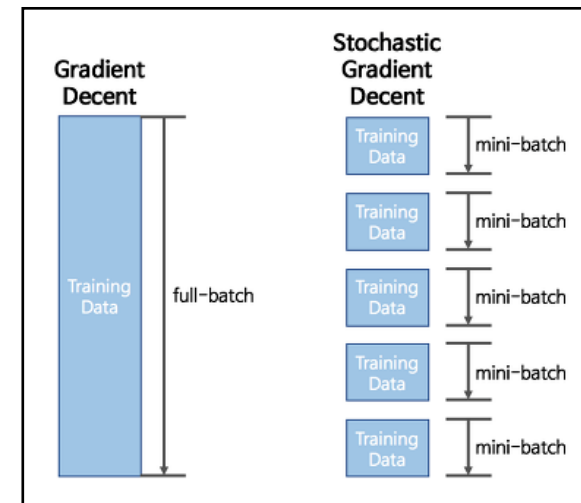 Gradient
Decent
Training
Data
full-batch
Stochastic
Gradient
Decent
Training
Data
mini-batch
Training
Data
mini-batch
Training
Data
mini-batch
Training
Data
mini-batch
Training
Data
mini-batch